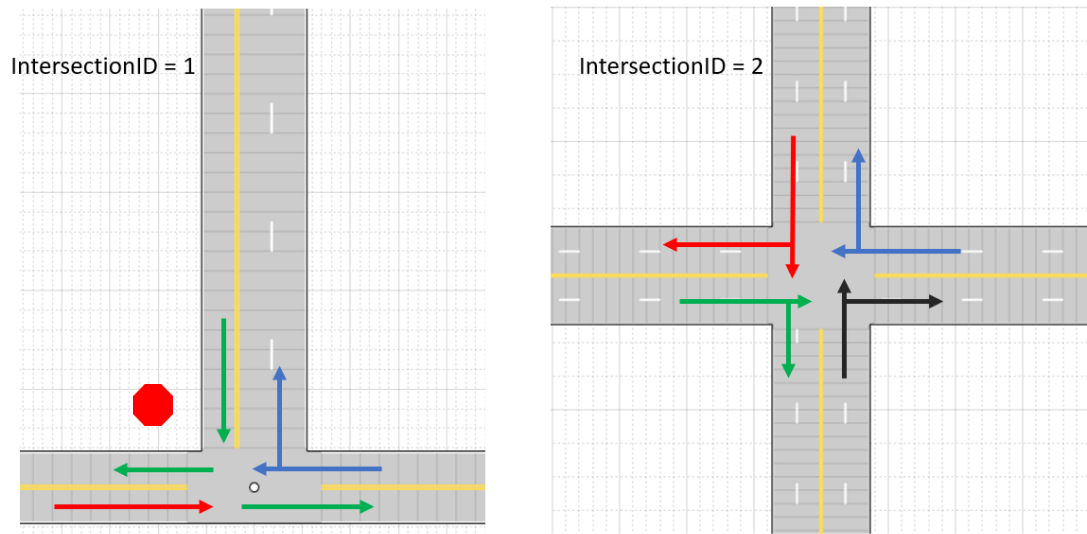 IntersectionID = 1
IntersectionID = 2